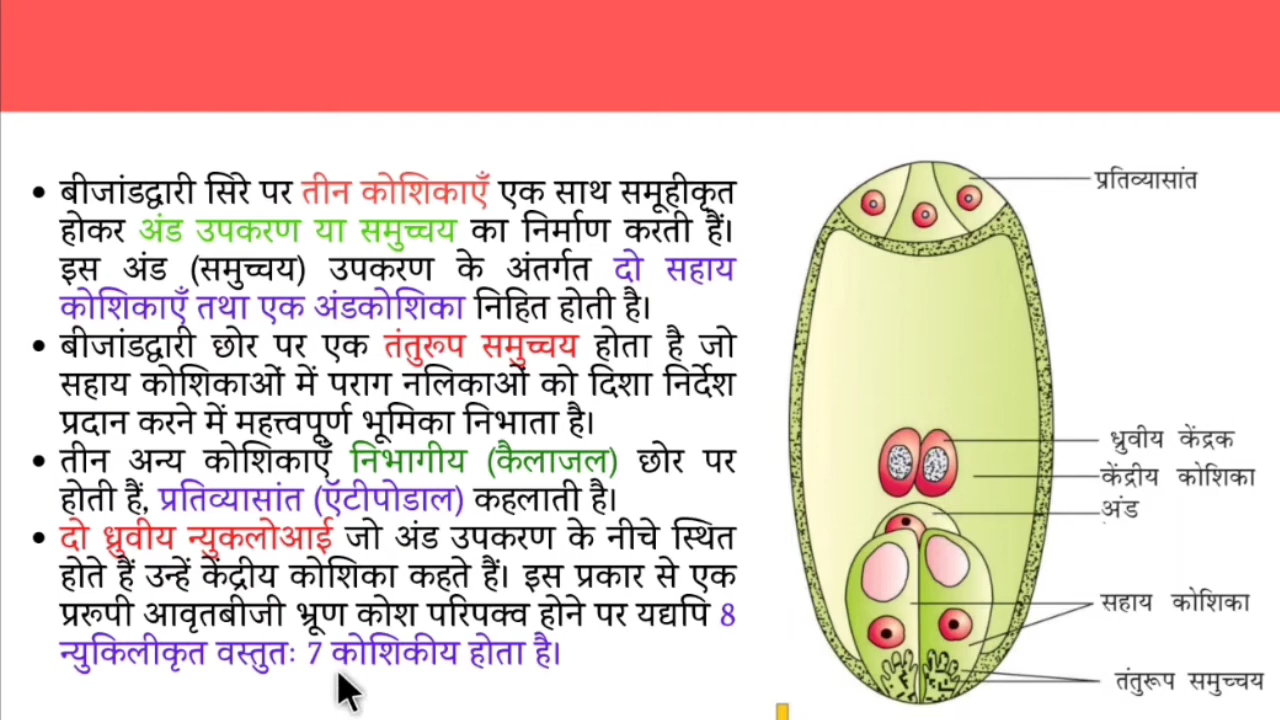 • बीजांडद्वारी सिरे पर तीन कोशिकाएँ एक साथ समूहीकृत
होकर अंड उपकरण या समुच्चय का निर्माण करती हैं।
इस अंड (समुच्चय) उपकरण के अंतर्गत दो सहाय
कोशिकाएँ तथा एक अंडकोशिका निहित होती है।
• बीजांडद्वारी छोर पर एक तंतुरूप समुच्चय होता है जो
सहाय कोशिकाओं में पराग नलिकाओं को दिशा निर्देश
प्रदान करने में महत्त्वपूर्ण भूमिका निभाता है।
• तीन अन्य कोशिकाएँ निभागीय (कैलाजल) छोर पर
होती हैं, प्रतिव्यासांत (ऍटीपोडाल) कहलाती है।
• दो ध्रुवीय न्युकलोआई जो अंड उपकरण के नीचे स्थित
होते हैं उन्हें केंद्रीय कोशिका कहते हैं। इस प्रकार से एक
प्ररुपी आवृतबीजी भ्रूण कोश परिपक्व होने पर यद्यपि 8
न्युकिलीकृत वस्तुतः 7 कोशिकीय होता है।
प्रतिव्यासांत
ध्रुवीय केंद्रक
केंद्रीय कोशिका
अंड
सहाय कोशिका
तंतुरूप समुच्चय